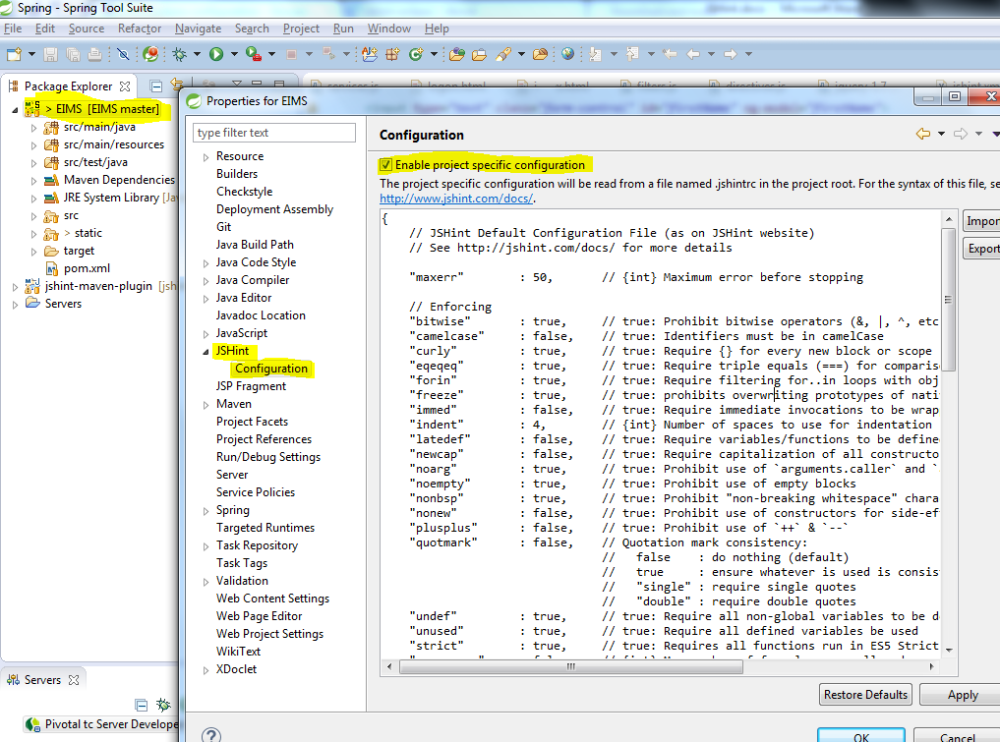 Spring - Spring Tool Suite
File Edit Source Refactor Navigate Search Project Run Window Help
Package Explorer
> EIMS [EIMS master]
src/main/java
src/main/resources
src/test/java
Maven Dependencies
JRE System Library [Jav
src
> static
target
pom.xml
jshint-maven-plugin [jsh
Servers
Servers
Pivotal tc Server Develope
Properties for EIMS
type filter text
Resource
Builders
Checkstyle
Deployment Assembly
Git
Java Build Path
Java Code Style
Java Compiler
Java Editor
Javadoc Location
JavaScript
JSHint
Configuration
JSP Fragment
Maven
Project Facets
Project References
Run/Debug Settings
Server
Service Policies
Spring
Targeted Runtimes
Task Repository
Task Tags
Validation
Web Content Settings
Web Page Editor
Web Project Settings
WikiText
XDoclet
Configuration
Enable project specific configuration
The project specific configuration will be read from a file named .jshintrc in the project root. For the syntax of this file, se
http://www.jshint.com/docs/.
{
// JSHint Default Configuration File (as on JSHint website)
// See http://jshint.com/docs/ for more details
"maxerr" : 50, // {int} Maximum error before stopping
// Enforcing
"bitwise" : true, // true: Prohibit bitwise operators (&, |, ^, etc
"camelcase" : false, // true: Identifiers must be in camelCase
"curly" : true, // true: Require {} for every new block or scope
"eqeqeq" : true, // true: Require triple equals (===) for comparis
"forin" : true, // true: Require filtering for..in loops with obj
"freeze" : true, // true: prohibits overwriting prototypes of nati
"immed" : false, // true: Require immediate invocations to be wrap
"indent" : 4, // {int} Number of spaces to use for indentation
"latedef" : false, // true: Require variables/functions to be define
"newcap" : false, // true: Require capitalization of all constructo
"noarg" : true, // true: Prohibit use of `arguments.caller` and `
"noempty" : true, // true: Prohibit use of empty blocks
"nonbsp" : true, // true: Prohibit "non-breaking whitespace" chara
"nonew" : false, // true: Prohibit use of constructors for side-ef
"plusplus" : false, // true: Prohibit use of `++` & `--`
"quotmark" : false, // Quotation mark consistency:
// false : do nothing (default)
// true : ensure whatever is used is consis
// "single" : require single quotes
// "double" : require double quotes
"undef" : true, // true: Require all non-global variables to be d
"unused" : true, // true: Require all defined variables be used
"strict" : true, // true: Requires all functions run in ES5 Strict
Impor
Export
Restore Defaults
Apply
OK
Cancel